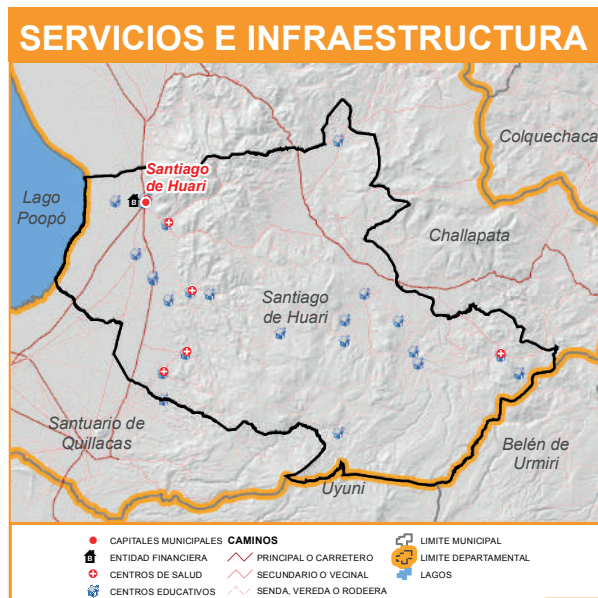 SERVICIOS E INFRAESTRUCTURA
Colquechaca
Santiago
de Huari
Lago
Poopó
B
Challapata
Santiago
de Huari
Santuario de
Quillacas
Belén de
Urmiri
Uyuni
CAPITALES MUNICIPALES
B ENTIDAD FINANCIERA
CENTROS DE SALUD
CENTROS EDUCATIVOS
CAMINOS
PRINCIPAL O CARRETERO
SECUNDARIO O VECINAL
SENDA, VEREDA O RODEERA
LIMITE MUNICIPAL
LIMITE DEPARTAMENTAL
LAGOS